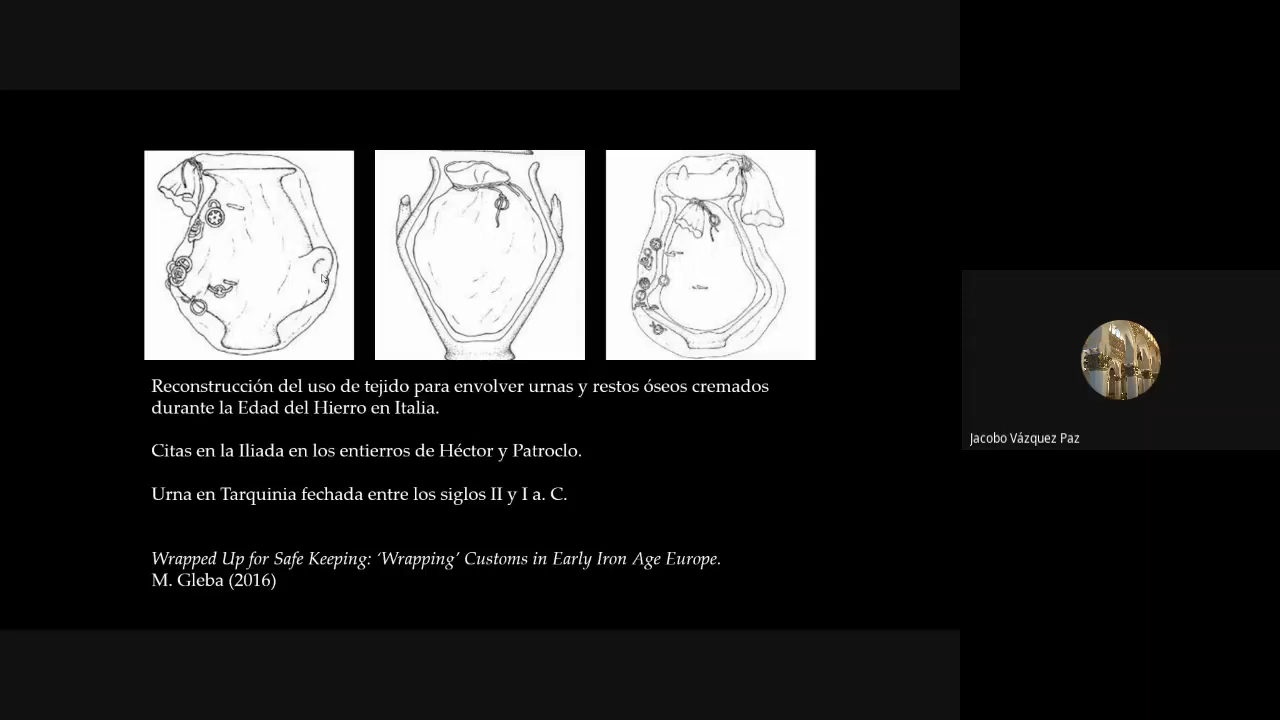 Reconstrucción del uso de tejido para envolver urnas y restos óseos cremados
durante la Edad del Hierro en Italia.
Citas en la Iliada en los entierros de Héctor y Patroclo.
Urna en Tarquinia fechada entre los siglos II y I a. C.
Wrapped Up for Safe Keeping: ‘Wrapping’ Customs in Early Iron Age Europe.
M. Gleba (2016)
Jacobo Vázquez Paz